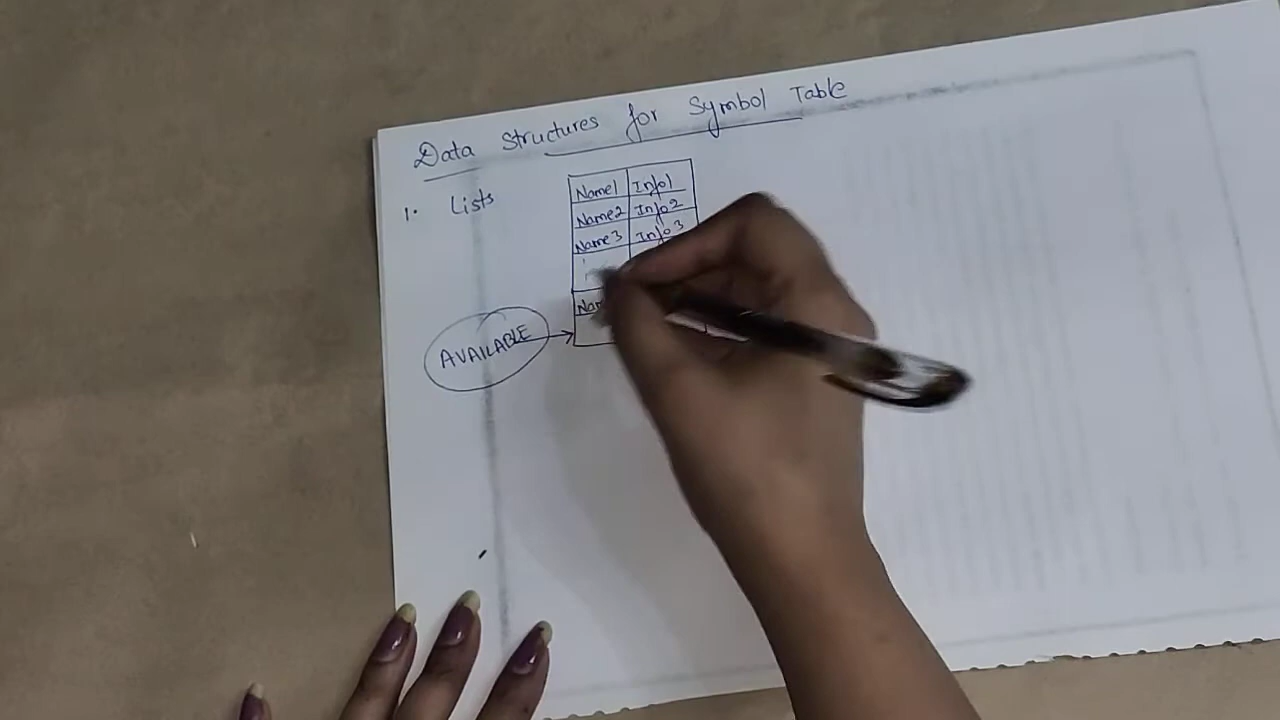 Data Structures for Symbol Table
1. Lists
Name1 Info1
Name2 Info2
Name3 Info3
AVAILABLE